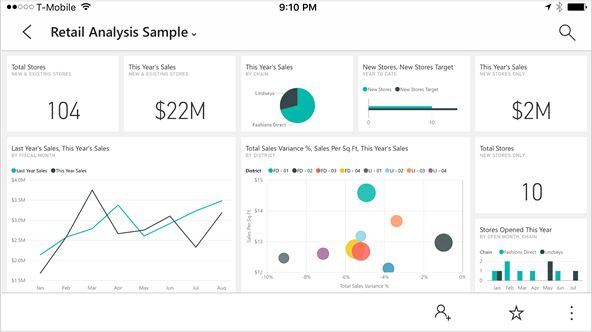 T-Mobile 9:10 PM
Retail Analysis Sample
Total Stores
NEW & EXISTING STORES
104
This Year's Sales
NEW & EXISTING STORES
$22M
This Year's Sales
BY CHAIN
Lindseys
Fashions Direct
New Stores, New Stores Target
YEAR TO DATE
New Stores New Stores Target
0 5 10
This Year's Sales
NEW STORES ONLY
$2M
Last Year's Sales, This Year's Sales
BY FISCAL MONTH
Last Year Sales This Year Sales
$4.0M
$3.5M
$3.0M
$2.5M
$2.0M
$1.5M
Jan Feb Mar Apr May Jun Jul Aug
Total Sales Variance %, Sales Per Sq Ft, This Year's Sales
BY DISTRICT
District FD - 01 FD - 02 FD - 03 FD - 04 LI - 01 LI - 02 LI - 03 LI - 04
Sales Per Sq Ft
$15
$14
$13
$12
-10% -8% -6% -4% -2% 0%
Total Sales Variance %
Total Stores
NEW STORES ONLY
10
Stores Opened This Year
BY OPEN MONTH, CHAIN
Chain Fashions Direct Lindseys
2
1
0
Jan Feb Mar Apr May Jun Jul